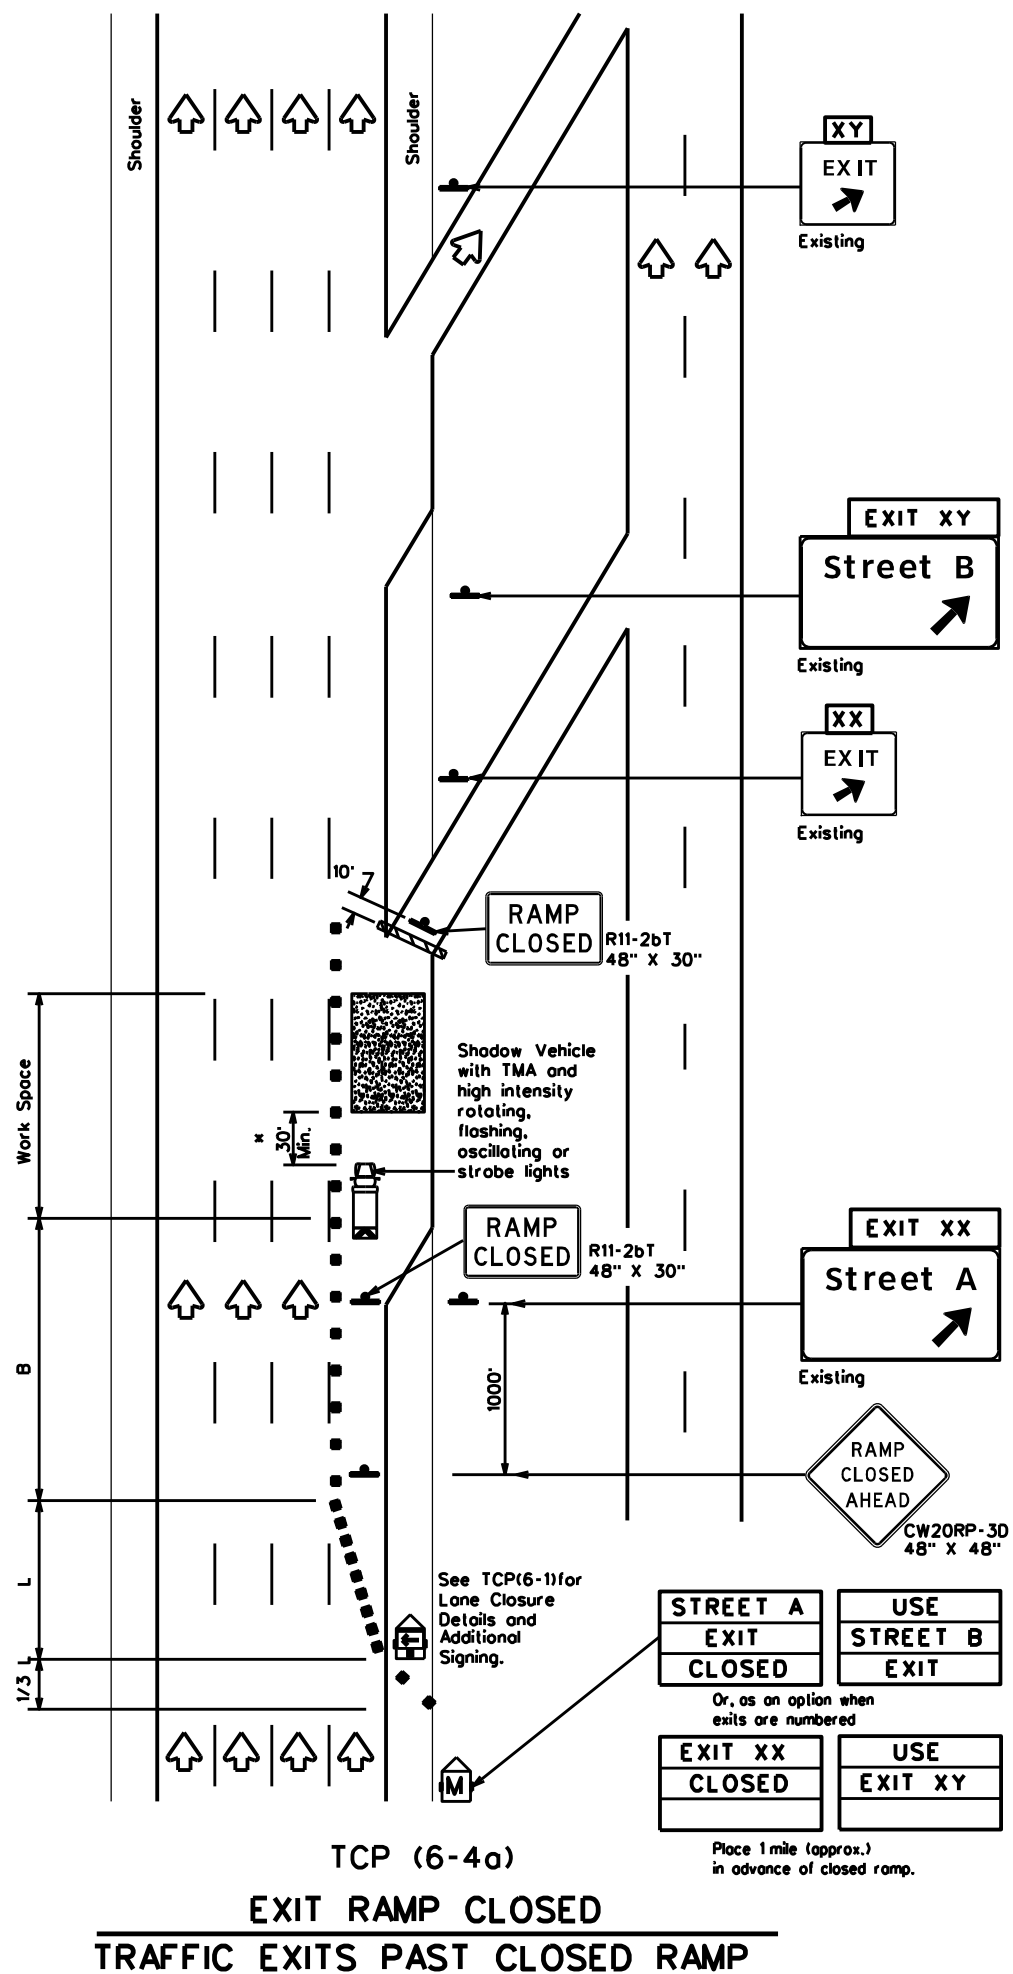 Shoulder
Shoulder
XY
EXIT
Existing
EXIT XY
Street B
Existing
XX
EXIT
Existing
10'
RAMP
CLOSED
R11-2bT
48" X 30"
Work Space
Shadow Vehicle
with TMA and
high intensity
rotating,
flashing,
oscillating or
strobe lights
x
30'
Min.
RAMP
CLOSED
R11-2bT
48" X 30"
EXIT XX
Street A
Existing
B
1000'
RAMP
CLOSED
AHEAD
CW20RP-3D
48" X 48"
L
See TCP(6-1)for
Lane Closure
Details and
Additional
Signing.
1/3 L
STREET A
EXIT
CLOSED
USE
STREET B
EXIT
Or, as an option when
exits are numbered
M
EXIT XX
CLOSED
USE
EXIT XY
Place 1 mile (approx.)
in advance of closed ramp.
TCP (6-4a)
EXIT RAMP CLOSED
TRAFFIC EXITS PAST CLOSED RAMP